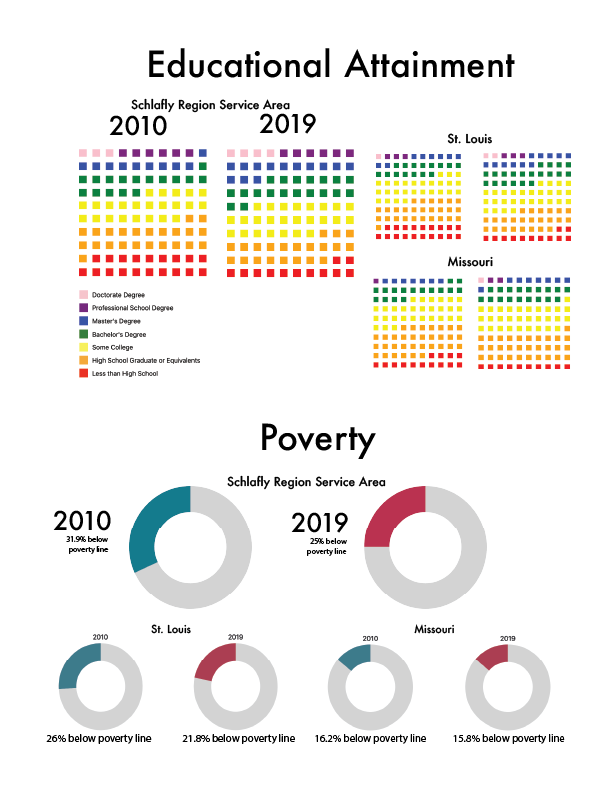 Educational Attainment
Schlafly Region Service Area
2010
2019
St. Louis
Missouri
Doctorate Degree
Professional School Degree
Master's Degree
Bachelor's Degree
Some College
High School Graduate or Equivalents
Less than High School
Poverty
Schlafly Region Service Area
2010
31.9% below
poverty line
2019
25% below
poverty line
St. Louis
Missouri
2010
2019
2010
2019
26% below poverty line
21.8% below poverty line
16.2% below poverty line
15.8% below poverty line